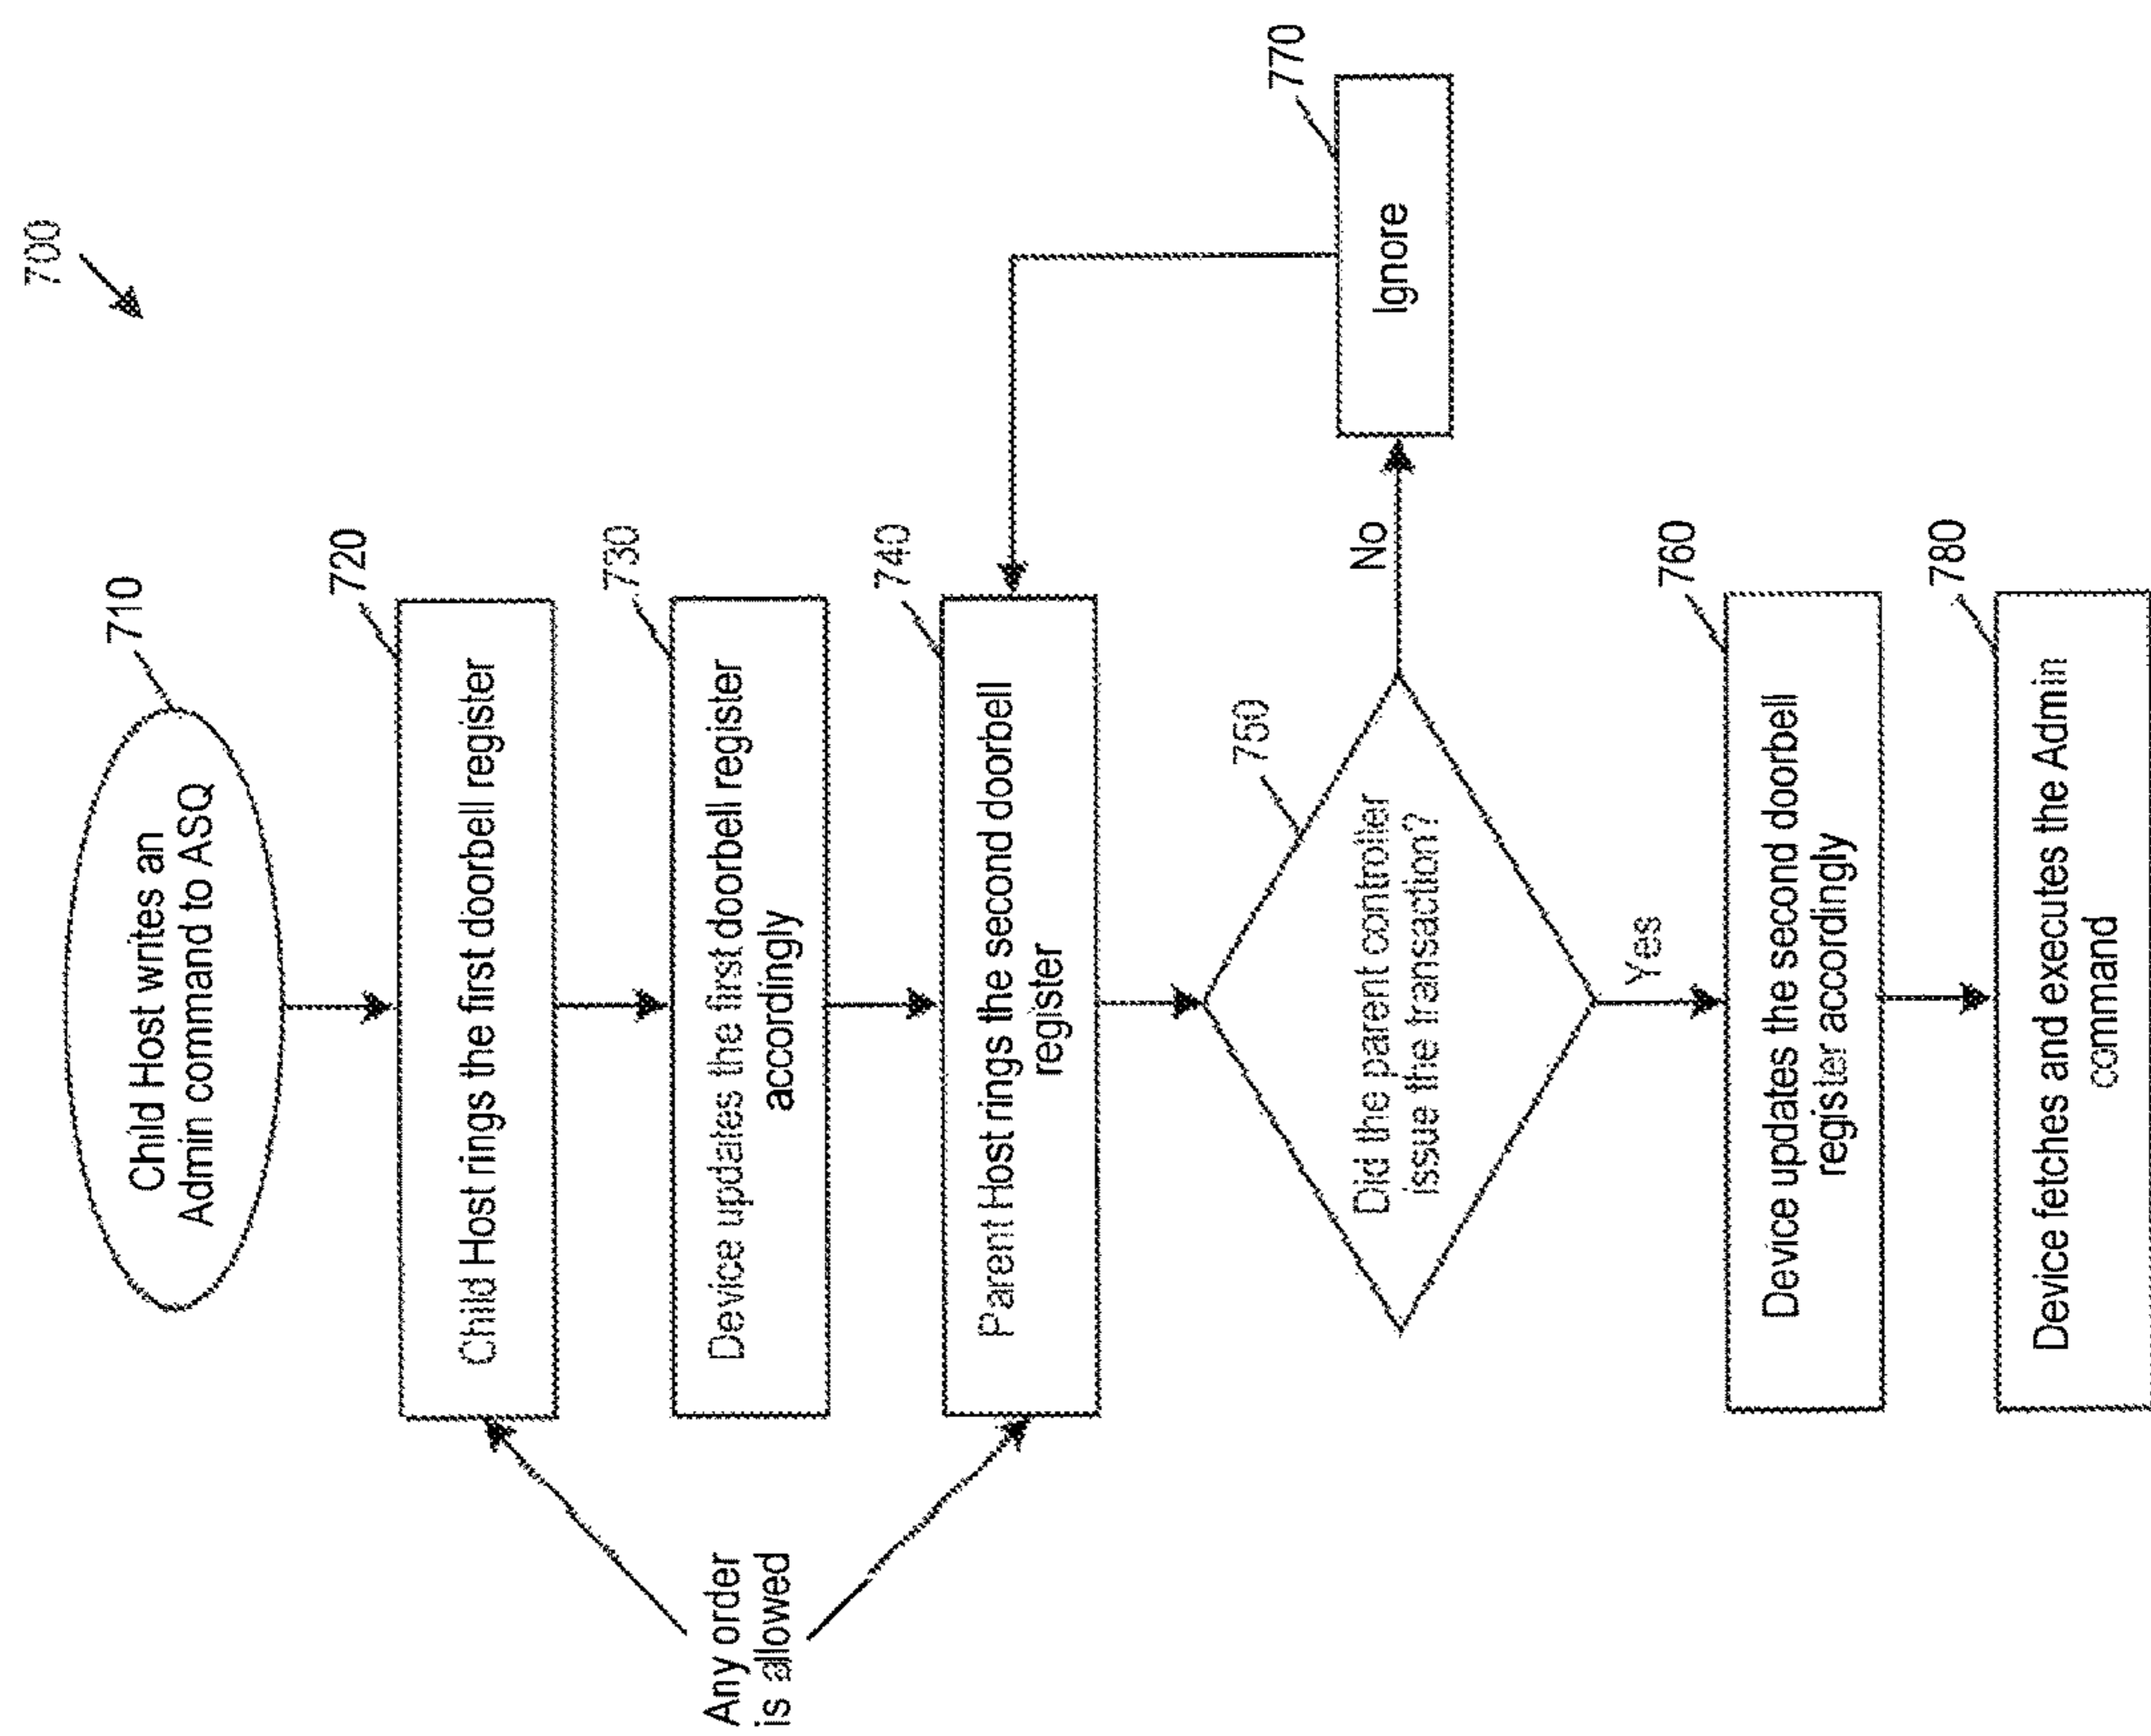 700
Child Host writes an
Admin command to ASQ
710
Child Host rings the first doorbell register
720
Device updates the first doorbell register
accordingly
730
Any order
is allowed
Parent Host rings the second doorbell
register
740
Did the parent controller
issue the transaction?
750
No
Ignore
770
Yes
Device updates the second doorbell
register accordingly
760
Device fetches and executes the Admin
command
780